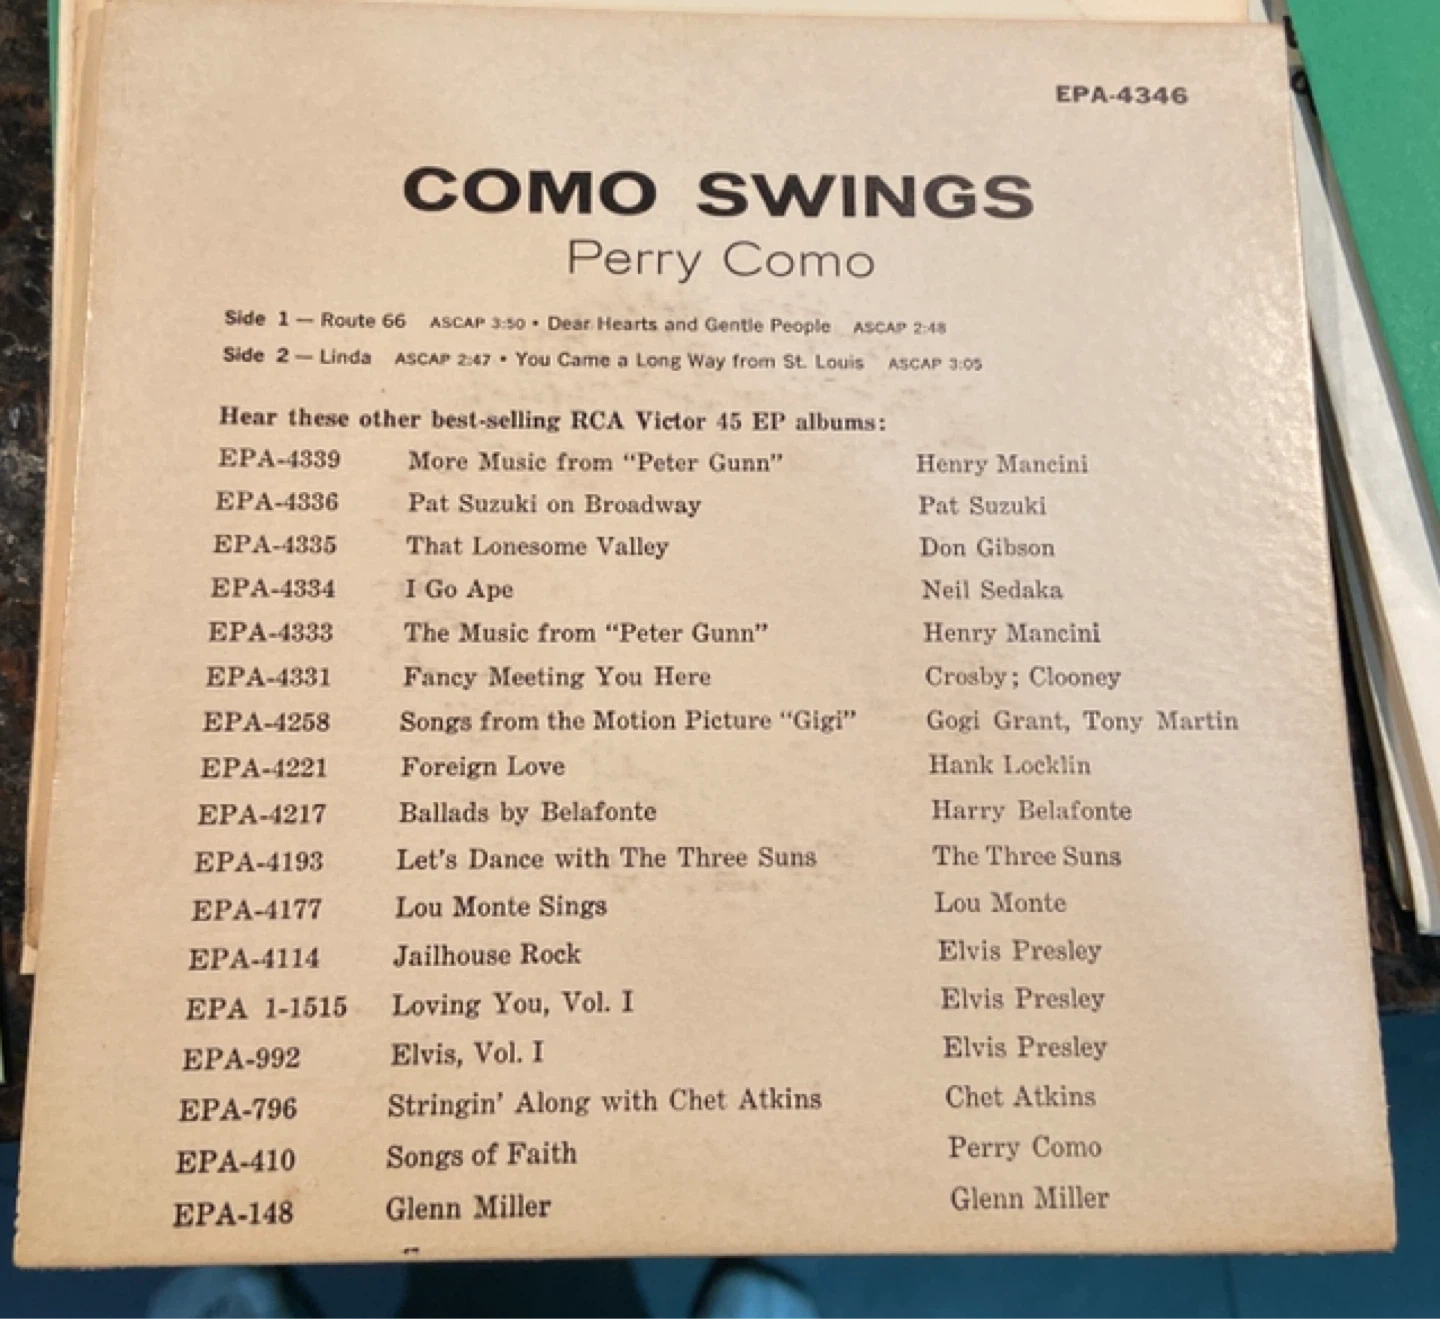 EPA-4346
COMO SWINGS
Perry Como
Side 1 — Route 66 ASCAP 3:50 • Dear Hearts and Gentle People ASCAP 2:48
Side 2 — Linda ASCAP 2:47 • You Came a Long Way from St. Louis ASCAP 3:05
Hear these other best-selling RCA Victor 45 EP albums:
EPA-4339 More Music from “Peter Gunn” Henry Mancini
EPA-4336 Pat Suzuki on Broadway Pat Suzuki
EPA-4335 That Lonesome Valley Don Gibson
EPA-4334 I Go Ape Neil Sedaka
EPA-4333 The Music from “Peter Gunn” Henry Mancini
EPA-4331 Fancy Meeting You Here Crosby; Clooney
EPA-4258 Songs from the Motion Picture “Gigi” Gogi Grant, Tony Martin
EPA-4221 Foreign Love Hank Locklin
EPA-4217 Ballads by Belafonte Harry Belafonte
EPA-4193 Let's Dance with The Three Suns The Three Suns
EPA-4177 Lou Monte Sings Lou Monte
EPA-4114 Jailhouse Rock Elvis Presley
EPA 1-1515 Loving You, Vol. I Elvis Presley
EPA-992 Elvis, Vol. I Elvis Presley
EPA-796 Stringin' Along with Chet Atkins Chet Atkins
EPA-410 Songs of Faith Perry Como
EPA-148 Glenn Miller Glenn Miller